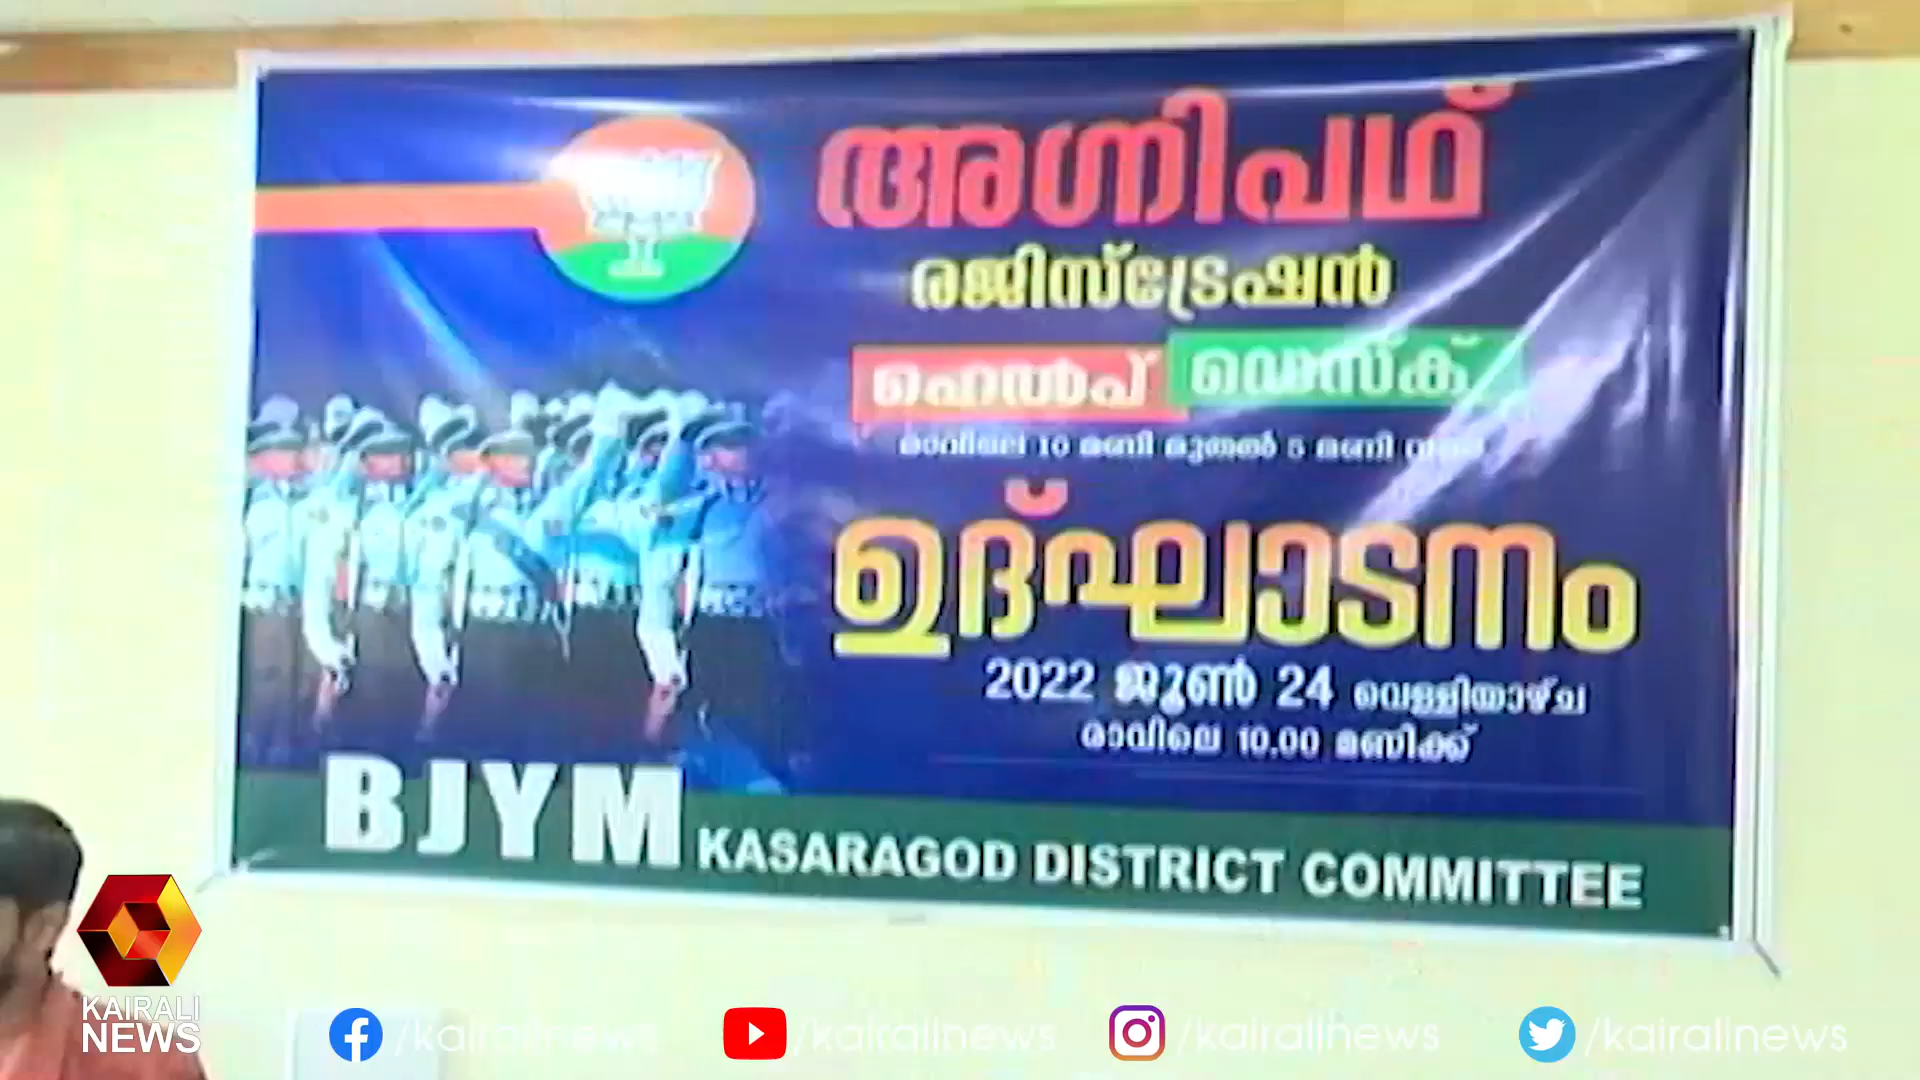 അഗ്നിപഥ്
രജിസ്ട്രേഷൻ
ഹെൽപ് ഡെസ്ക്
രാവിലെ 10 മണി മുതൽ 5 മണി വരെ
ഉദ്ഘാടനം
2022 ജൂൺ 24 വെള്ളിയാഴ്ച
രാവിലെ 10.00 മണിക്ക്
BJYM KASARAGOD DISTRICT COMMITTEE
KAIRALI
NEWS
/kairalinews /kairalinews /kairalinews /kairalinews